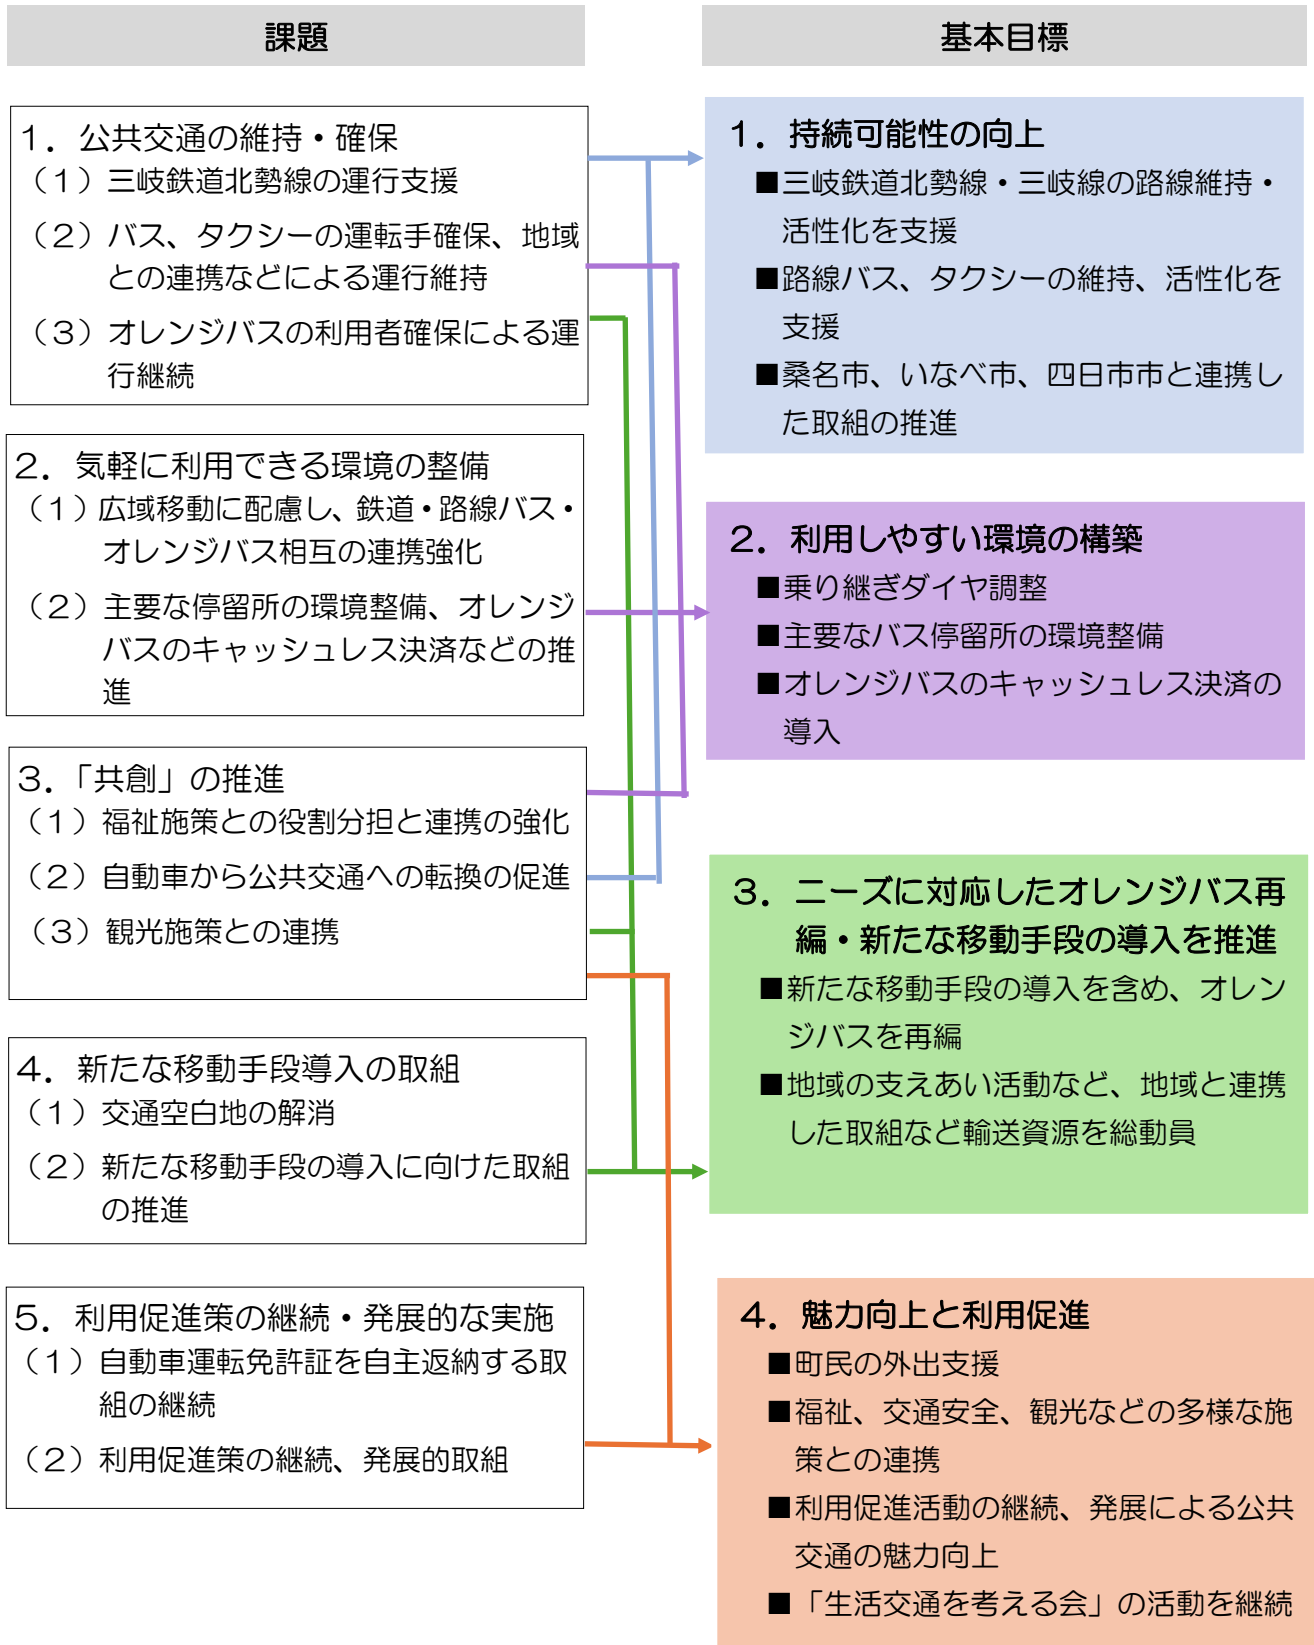 課題
１．公共交通の維持・確保
（１）三岐鉄道北勢線の運行支援
（２）バス、タクシーの運転手確保、地域
との連携などによる運行維持
（３）オレンジバスの利用者確保による運
行継続
２．気軽に利用できる環境の整備
（１）広域移動に配慮し、鉄道・路線バス・
オレンジバス相互の連携強化
（２）主要な停留所の環境整備、オレンジ
バスのキャッシュレス決済などの推
進
３．「共創」の推進
（１）福祉施策との役割分担と連携の強化
（２）自動車から公共交通への転換の促進
（３）観光施策との連携
４．新たな移動手段導入の取組
（１）交通空白地の解消
（２）新たな移動手段の導入に向けた取組
の推進
５．利用促進策の継続・発展的な実施
（１）自動車運転免許証を自主返納する取
組の継続
（２）利用促進策の継続、発展的取組
基本目標
１．持続可能性の向上
■三岐鉄道北勢線・三岐線の路線維持・
活性化を支援
■路線バス、タクシーの維持、活性化を
支援
■桑名市、いなべ市、四日市市と連携し
た取組の推進
２．利用しやすい環境の構築
■乗り継ぎダイヤ調整
■主要なバス停留所の環境整備
■オレンジバスのキャッシュレス決済の
導入
３．ニーズに対応したオレンジバス再
編・新たな移動手段の導入を推進
■新たな移動手段の導入を含め、オレン
ジバスを再編
■地域の支えあい活動など、地域と連携
した取組など輸送資源を総動員
４．魅力向上と利用促進
■町民の外出支援
■福祉、交通安全、観光などの多様な施
策との連携
■利用促進活動の継続、発展による公共
交通の魅力向上
■「生活交通を考える会」の活動を継続